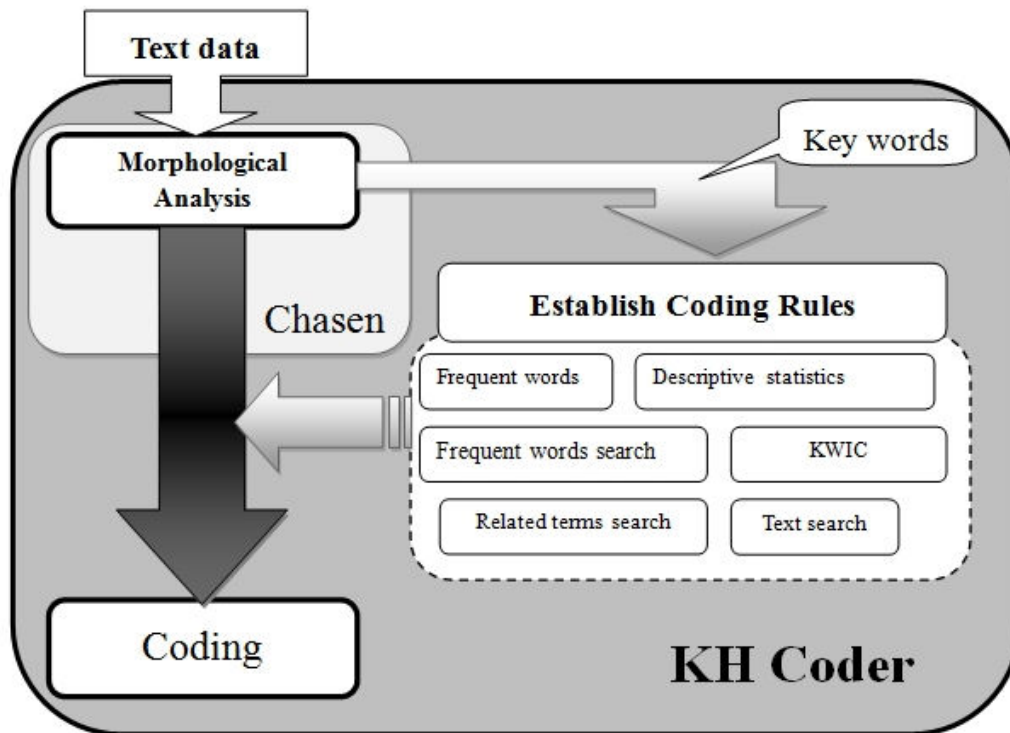 Text data
Morphological
Analysis
Key words
Chasen
Establish Coding Rules
Frequent words
Descriptive statistics
Frequent words search
KWIC
Related terms search
Text search
Coding
KH Coder